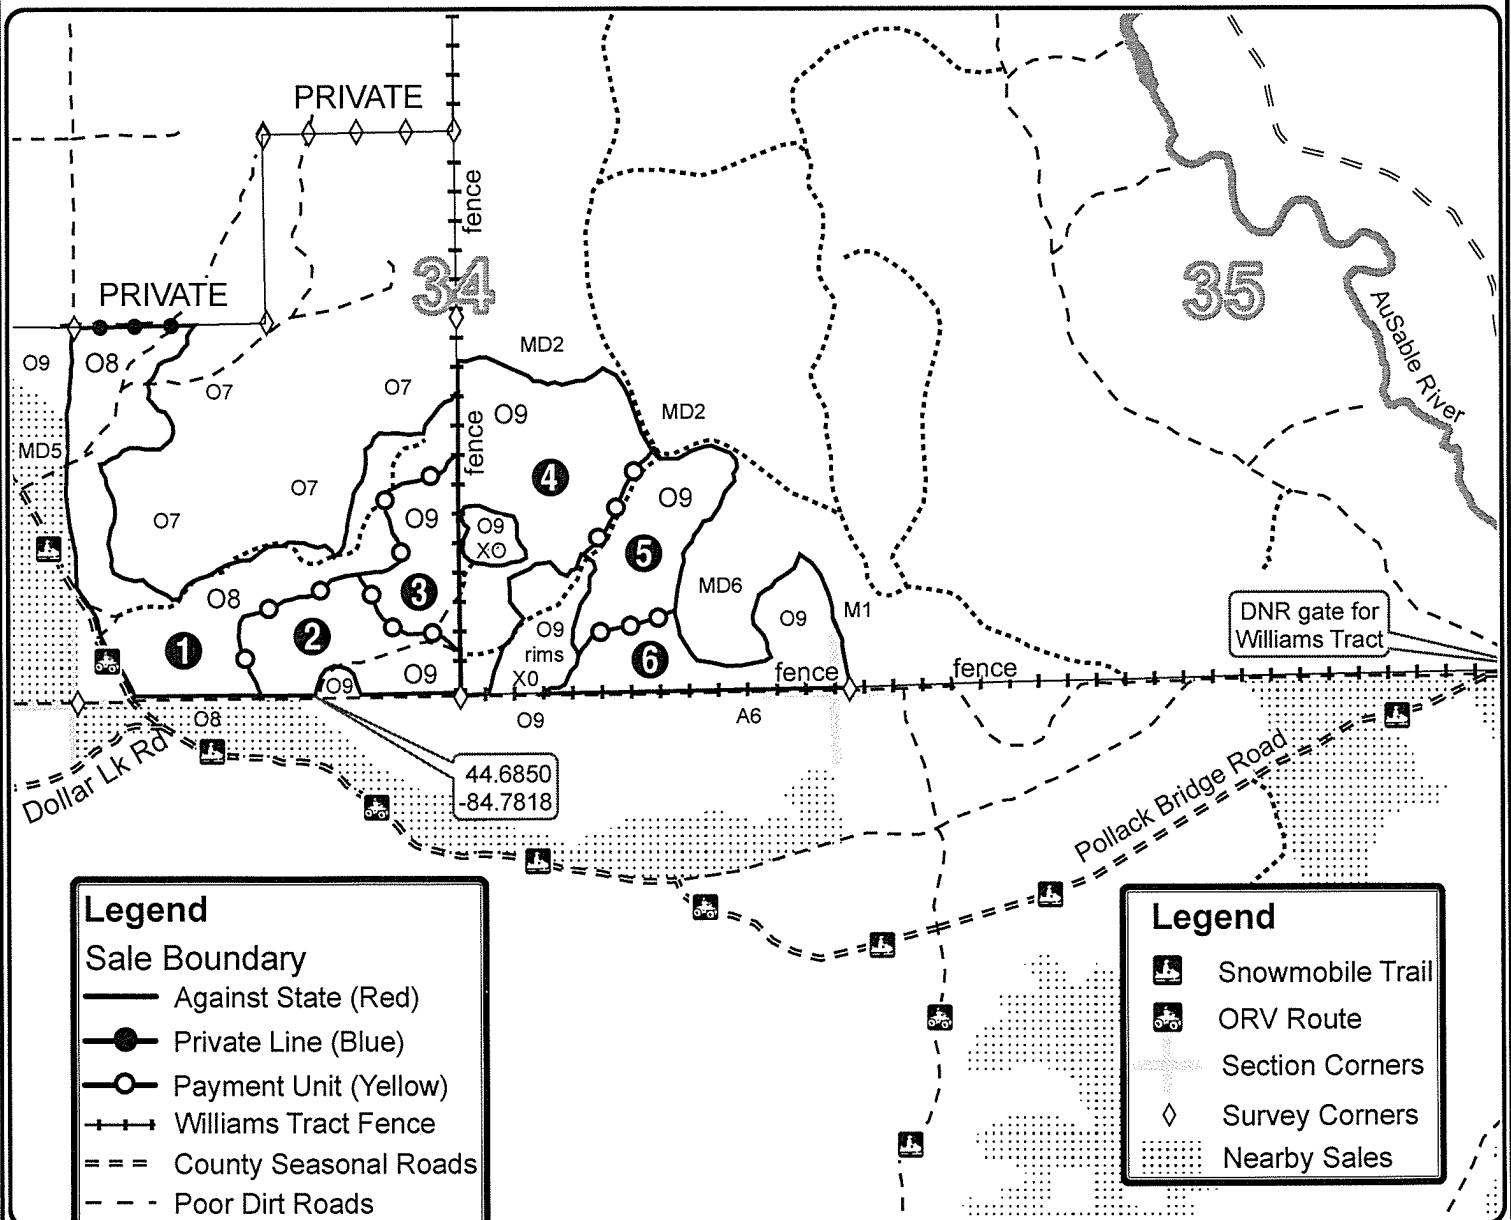 PRIVATE
fence
34
35
PRIVATE
AuSable River
O9
O8
MD2
O7
O7
MD2
O9
fence
MD5
4
O7
O9
O7
O9
O9
XO
5
3
MD6
O8
O9
M1
DNR gate for
Williams Tract
1
2
O9
rims
6
O9
O9
X0
fence
fence
O8
O9
A6
Dollar Lk Rd
44.6850
-84.7818
Pollack Bridge Road
Legend
Sale Boundary
Against State (Red)
Private Line (Blue)
Payment Unit (Yellow)
Williams Tract Fence
County Seasonal Roads
Poor Dirt Roads
Legend
Snowmobile Trail
ORV Route
Section Corners
Survey Corners
Nearby Sales